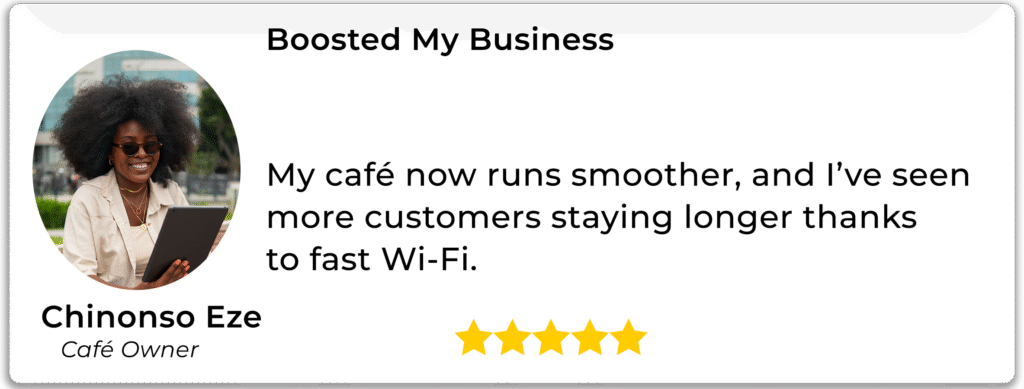 Boosted My Business
My café now runs smoother, and I’ve seen
more customers staying longer thanks
to fast Wi-Fi.
Chinonso Eze
Café Owner